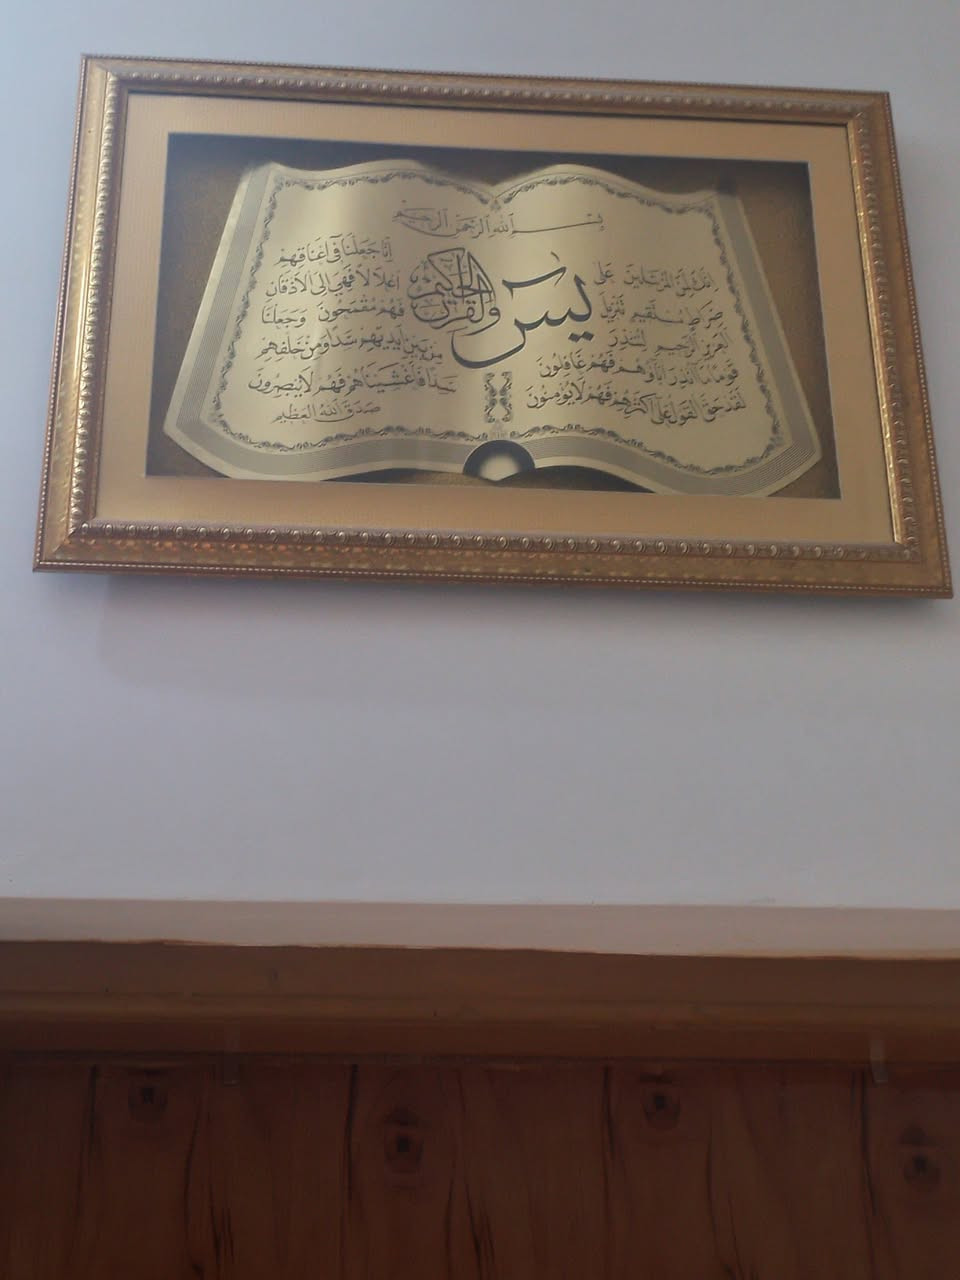 بسم الله الرحمن الرحيم
يس والقرآن الحكيم
إنك لمن المرسلين على
صراط مستقيم تنزيل
العزيز الرحيم لتنذر
قوما ما أنذر آباؤهم فهم غافلون
لقد حق القول على أكثرهم فهم لا يؤمنون
إنا جعلنا في أعناقهم
أغلالا فهي إلى الأذقان
فهم مقمحون وجعلنا
من بين أيديهم سدا ومن خلفهم
سدا فأغشيناهم فهم لا يبصرون
صدق الله العظيم